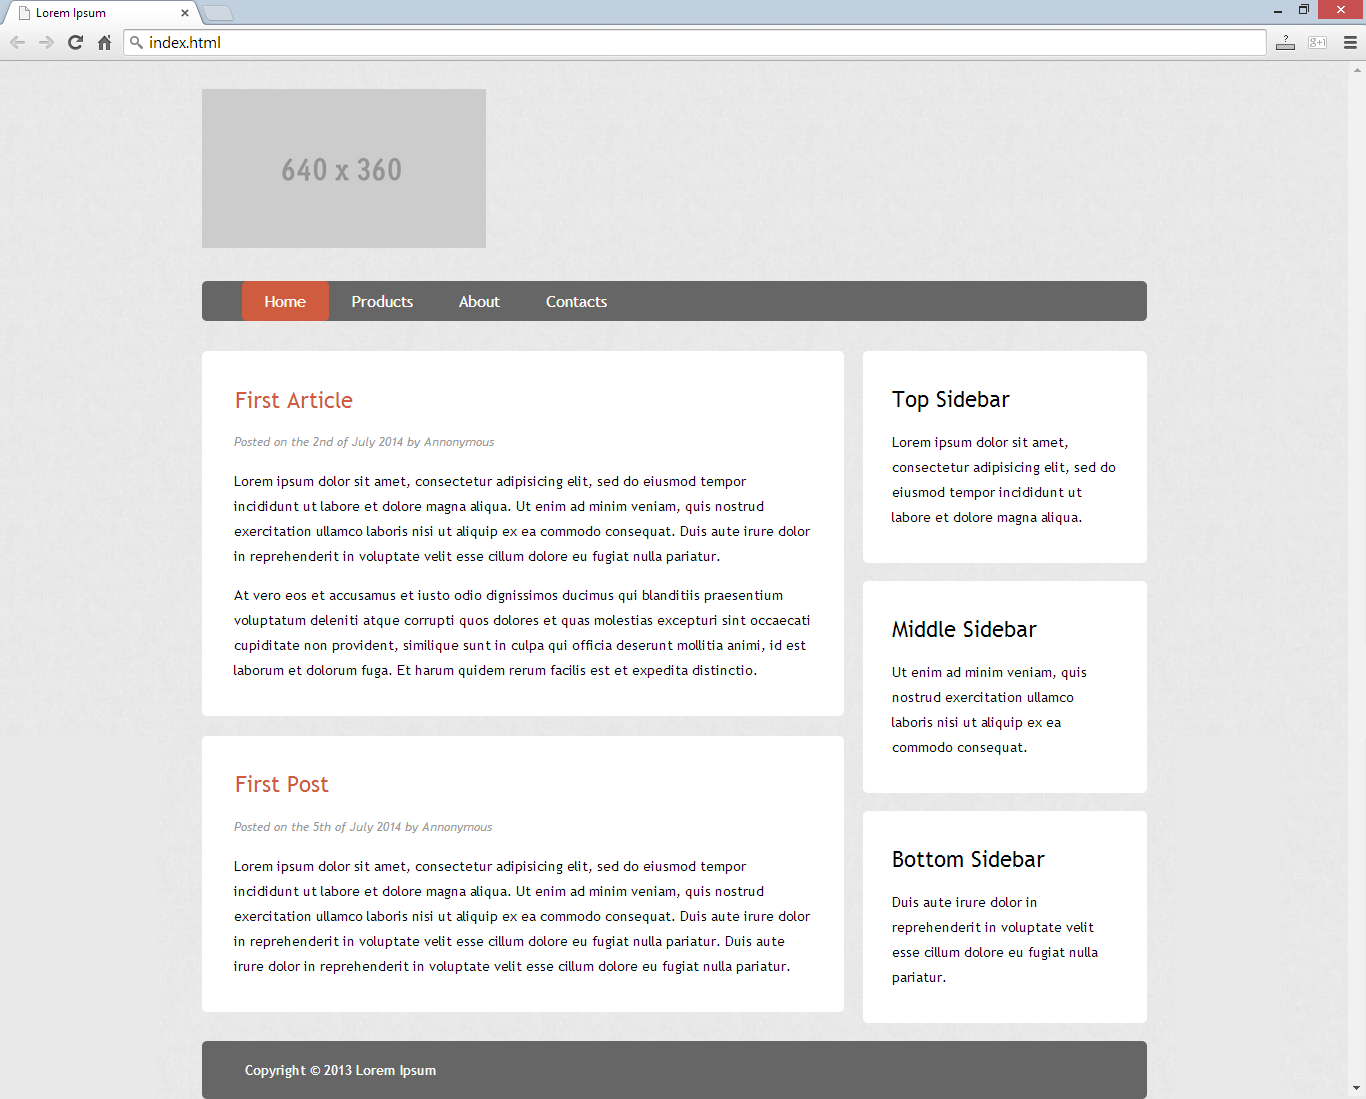 Lorem Ipsum
index.html
?
g+1
640 x 360
Home Products About Contacts
First Article
Posted on the 2nd of July 2014 by Annonymous
Lorem ipsum dolor sit amet, consectetur adipisicing elit, sed do eiusmod tempor
incididunt ut labore et dolore magna aliqua. Ut enim ad minim veniam, quis nostrud
exercitation ullamco laboris nisi ut aliquip ex ea commodo consequat. Duis aute irure dolor
in reprehenderit in voluptate velit esse cillum dolore eu fugiat nulla pariatur.
At vero eos et accusamus et iusto odio dignissimos ducimus qui blanditiis praesentium
voluptatum deleniti atque corrupti quos dolores et quas molestias excepturi sint occaecati
cupiditate non provident, similique sunt in culpa qui officia deserunt mollitia animi, id est
laborum et dolorum fuga. Et harum quidem rerum facilis est et expedita distinctio.
First Post
Posted on the 5th of July 2014 by Annonymous
Lorem ipsum dolor sit amet, consectetur adipisicing elit, sed do eiusmod tempor
incididunt ut labore et dolore magna aliqua. Ut enim ad minim veniam, quis nostrud
exercitation ullamco laboris nisi ut aliquip ex ea commodo consequat. Duis aute irure dolor
in reprehenderit in voluptate velit esse cillum dolore eu fugiat nulla pariatur. Duis aute
irure dolor in reprehenderit in voluptate velit esse cillum dolore eu fugiat nulla pariatur.
Top Sidebar
Lorem ipsum dolor sit amet,
consectetur adipisicing elit, sed do
eiusmod tempor incididunt ut
labore et dolore magna aliqua.
Middle Sidebar
Ut enim ad minim veniam, quis
nostrud exercitation ullamco
laboris nisi ut aliquip ex ea
commodo consequat.
Bottom Sidebar
Duis aute irure dolor in
reprehenderit in voluptate velit
esse cillum dolore eu fugiat nulla
pariatur.
Copyright © 2013 Lorem Ipsum